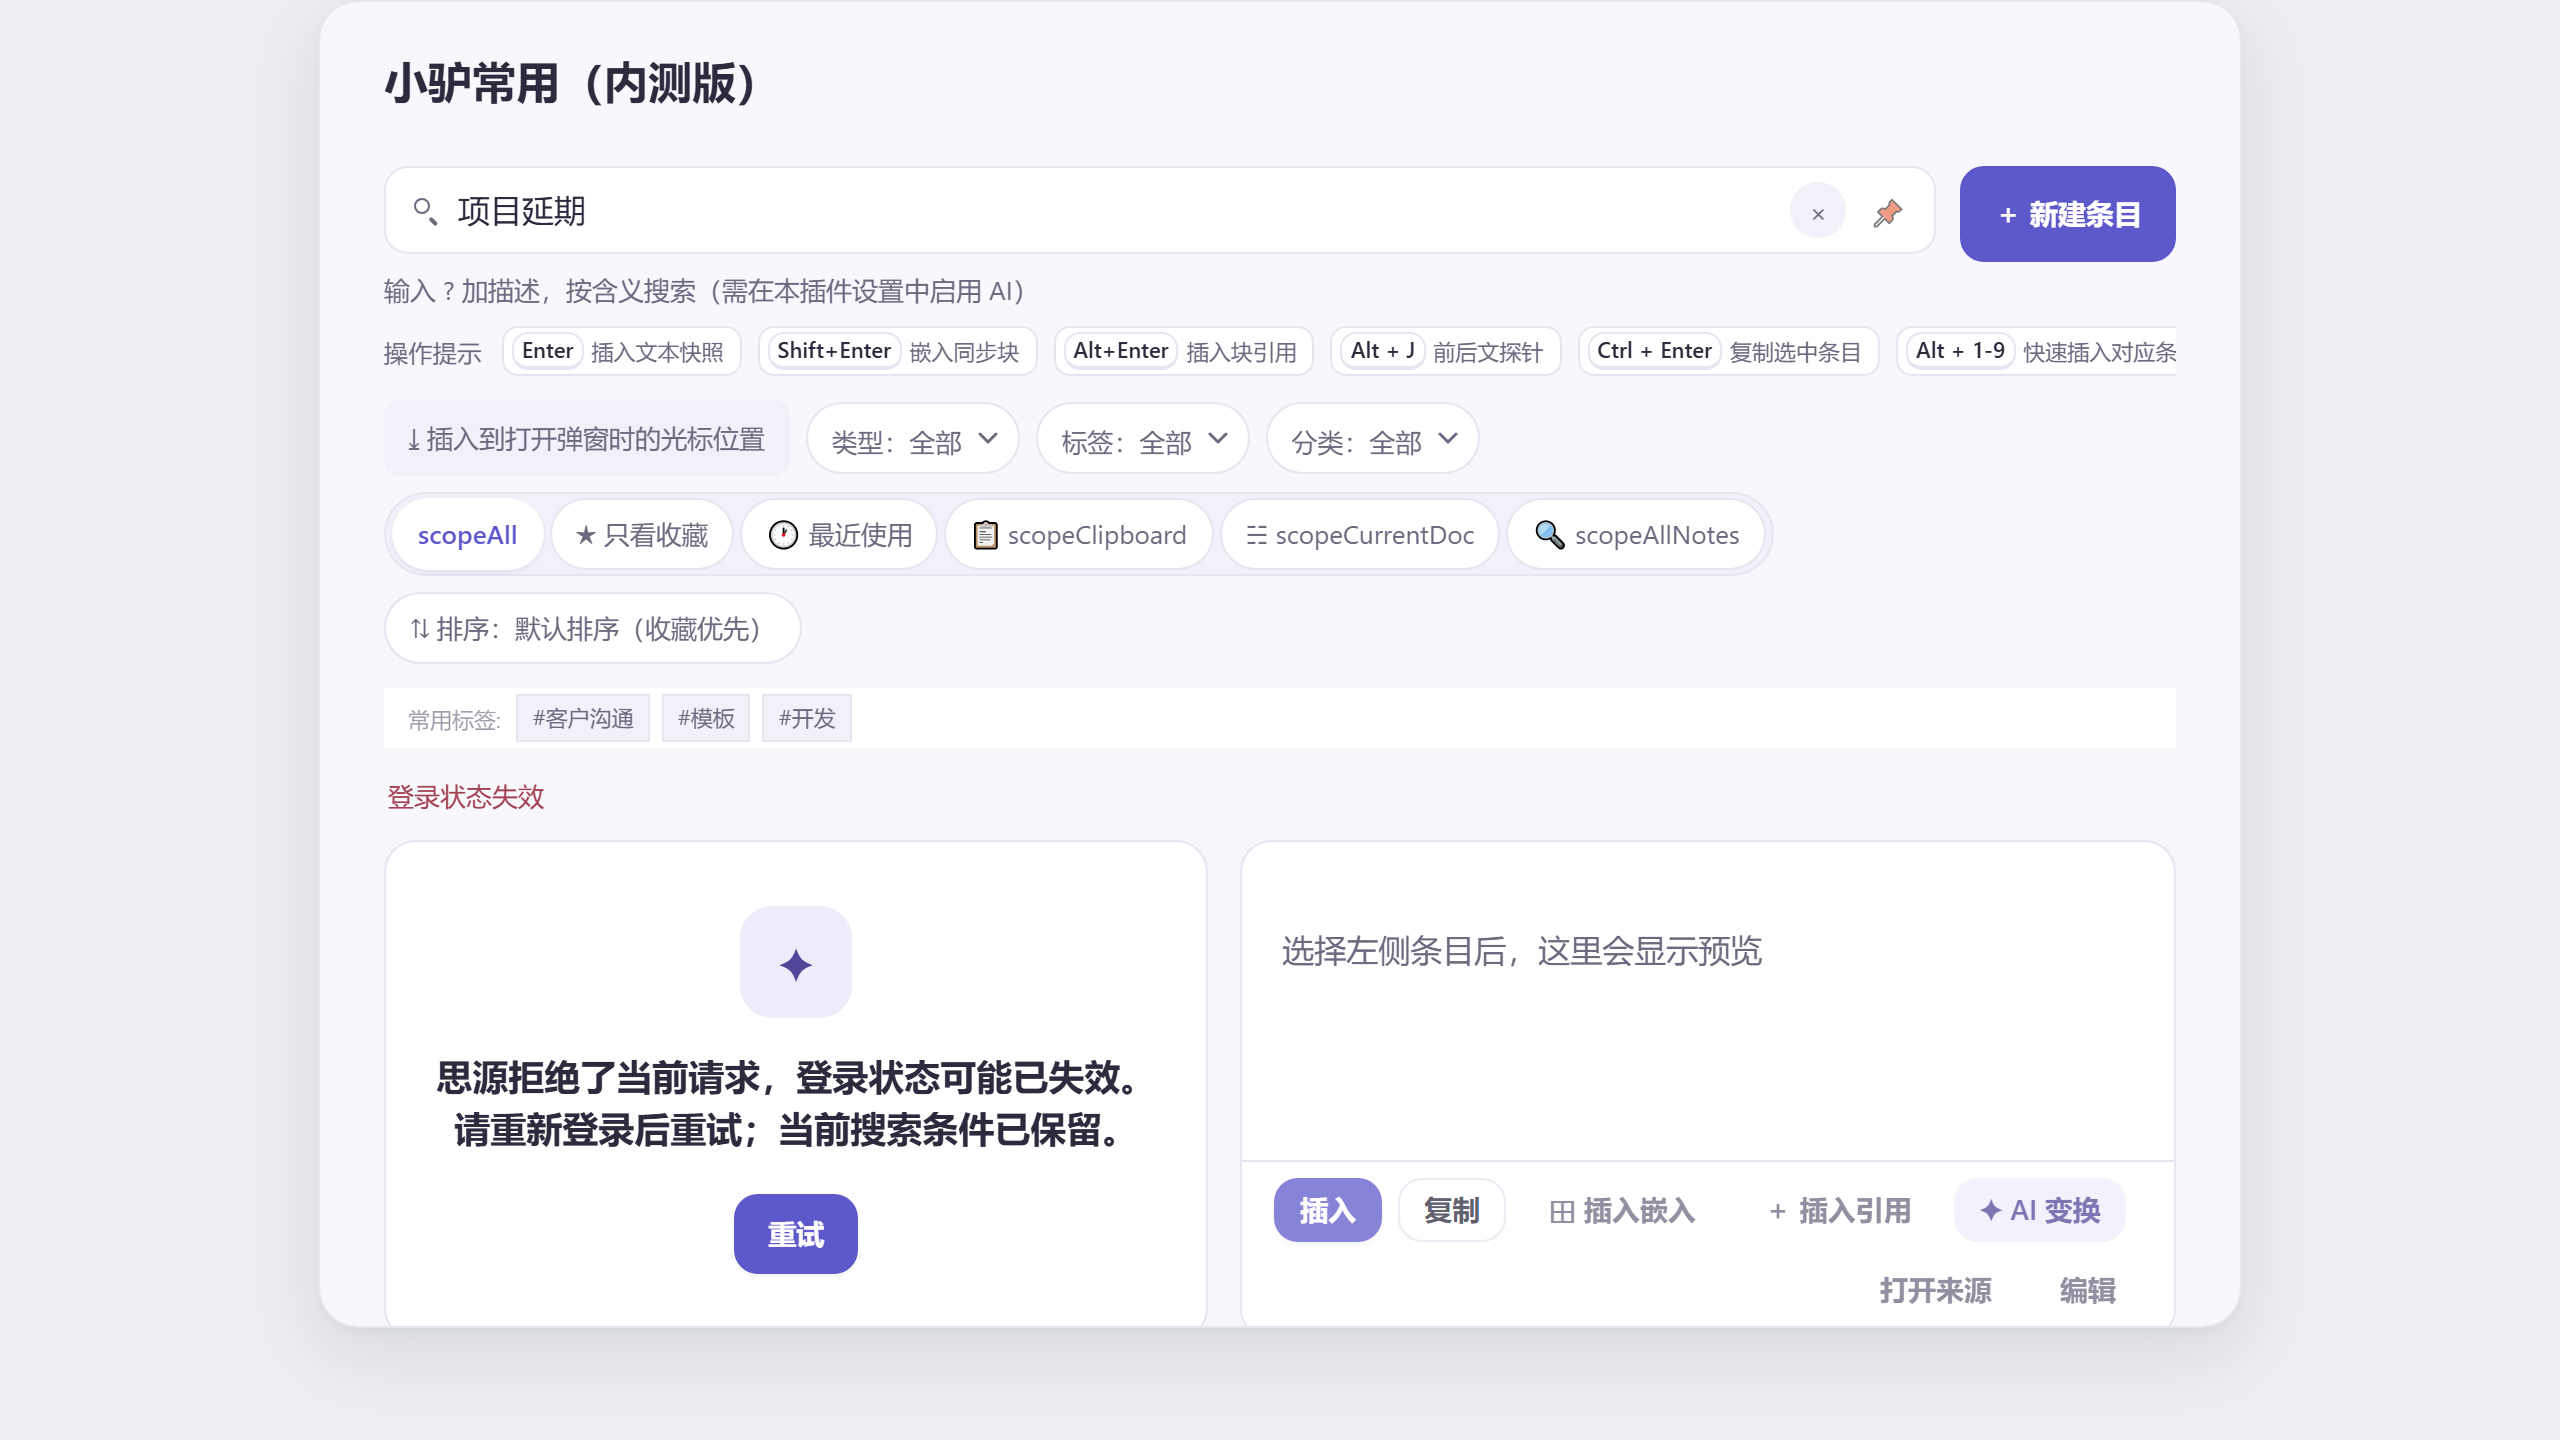 小驴常用（内测版）
项目延期
×
+ 新建条目
输入 ? 加描述，按含义搜索（需在本插件设置中启用 AI）
操作提示 Enter 插入文本快照 Shift+Enter 嵌入同步块 Alt+Enter 插入块引用 Alt + J 前后文探针 Ctrl + Enter 复制选中条目 Alt + 1-9 快速插入对应条
⤓ 插入到打开弹窗时的光标位置 类型：全部 标签：全部 分类：全部
scopeAll ★ 只看收藏 最近使用 scopeClipboard ☵ scopeCurrentDoc scopeAllNotes
⇅ 排序：默认排序（收藏优先）
常用标签: #客户沟通 #模板 #开发
登录状态失效
思源拒绝了当前请求，登录状态可能已失效。
请重新登录后重试；当前搜索条件已保留。
重试
选择左侧条目后，这里会显示预览
插入 复制 田 插入嵌入 + 插入引用 ✦ AI 变换
打开来源 编辑